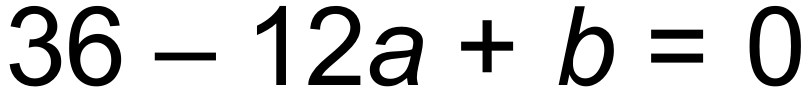 36 – 12a + b = 0